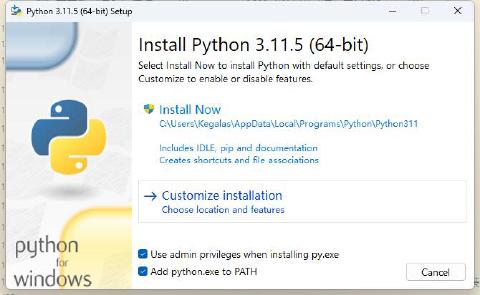 Python 3.11.5 (64-bit) Setup
Install Python 3.11.5 (64-bit)
Select Install Now to install Python with default settings, or choose
Customize to enable or disable features.
Install Now
C:\Users\Kegalas\AppData\Local\Programs\Python\Python311
Includes IDLE, pip and documentation
Creates shortcuts and file associations
Customize installation
Choose location and features
python
for
windows
Use admin privileges when installing py.exe
Add python.exe to PATH
Cancel